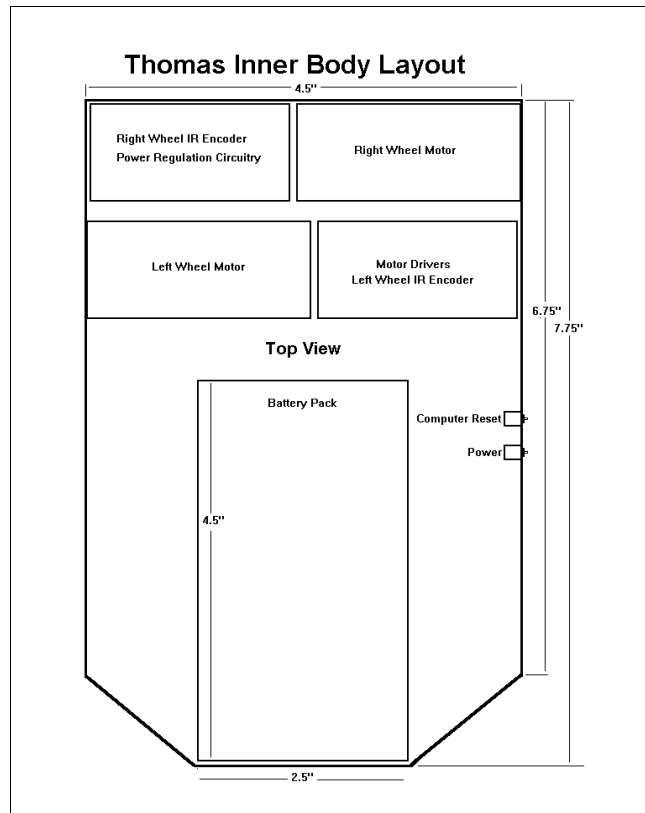 Thomas Inner Body Layout
4.5"
Right Wheel IR Encoder
Power Regulation Circuitry
Right Wheel Motor
Left Wheel Motor
Motor Drivers
Left Wheel IR Encoder
6.75"
7.75"
Top View
Battery Pack
Computer Reset
Power
4.5"
2.5"